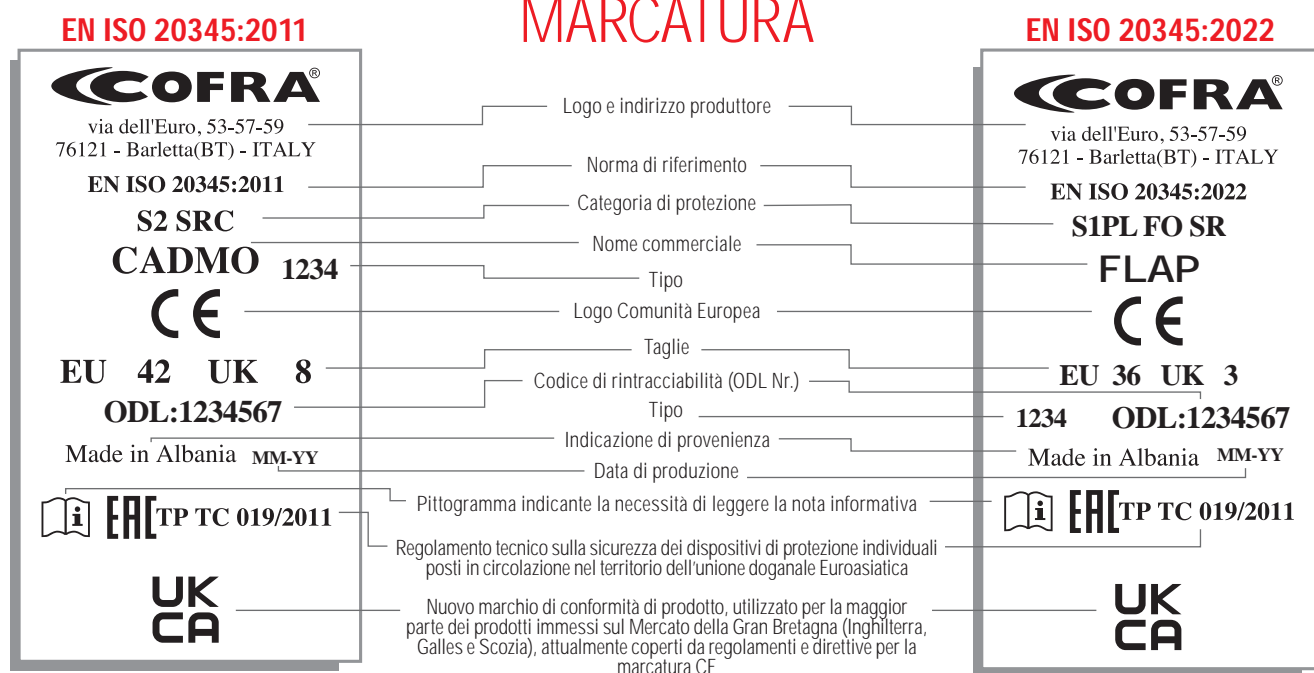 MARCATURA
EN ISO 20345:2011
COFRA®
via dell'Euro, 53-57-59
76121 - Barletta(BT) - ITALY
EN ISO 20345:2011
S2 SRC
CADMO 1234
CE
EU 42 UK 8
ODL:1234567
Made in Albania MM-YY
i EAC TP TC 019/2011
UK
CA
Logo e indirizzo produttore
Norma di riferimento
Categoria di protezione
Nome commerciale
Tipo
Logo Comunità Europea
Taglie
Codice di rintracciabilità (ODL Nr.)
Tipo
Indicazione di provenienza
Data di produzione
Pittogramma indicante la necessità di leggere la nota informativa
Regolamento tecnico sulla sicurezza dei dispositivi di protezione individuali
posti in circolazione nel territorio dell'unione doganale Euroasiatica
Nuovo marchio di conformità di prodotto, utilizzato per la maggior
parte dei prodotti immessi sul Mercato della Gran Bretagna (Inghilterra,
Galles e Scozia), attualmente coperti da regolamenti e direttive per la
marcatura CE
EN ISO 20345:2022
COFRA®
via dell'Euro, 53-57-59
76121 - Barletta(BT) - ITALY
EN ISO 20345:2022
S1PL FO SR
FLAP
CE
EU 36 UK 3
1234 ODL:1234567
Made in Albania MM-YY
i EAC TP TC 019/2011
UK
CA